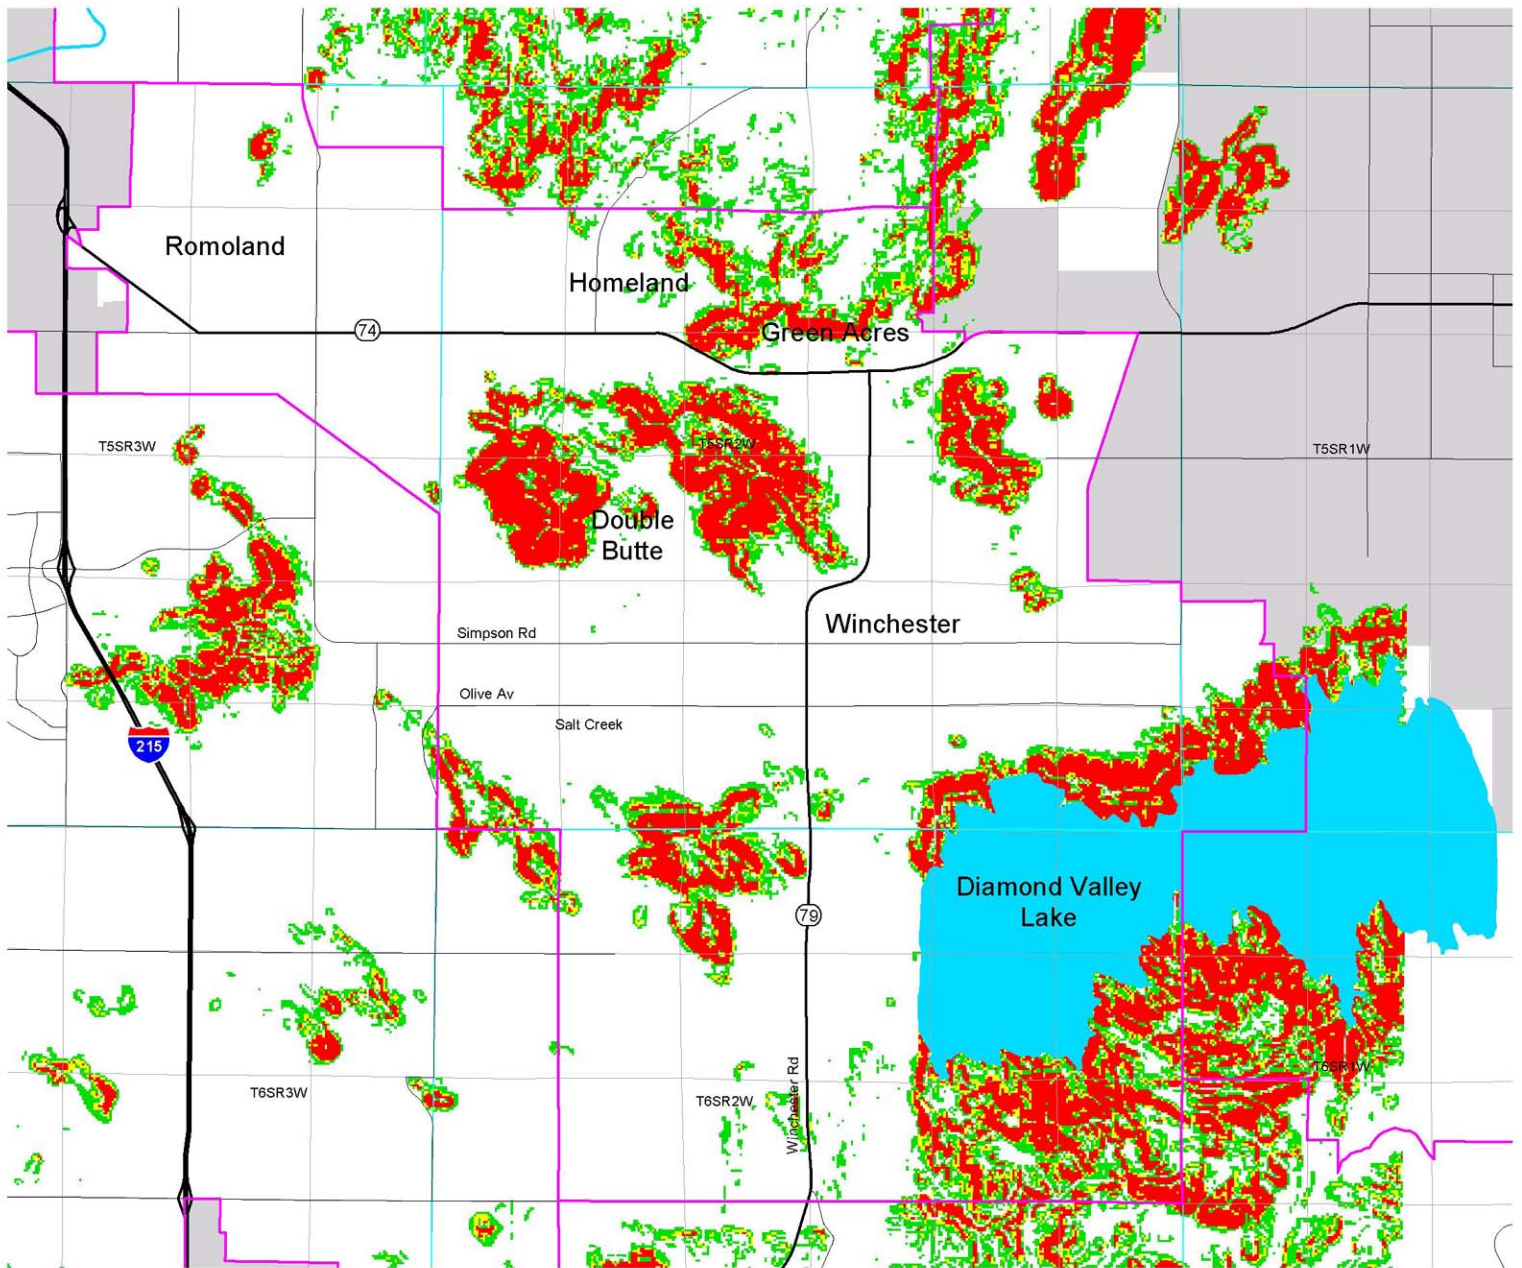 Romoland
Homeland
74
Green Acres
T5SR3W
T5SR2W
T5SR1W
Double
Butte
Winchester
Simpson Rd
Olive Av
Salt Creek
215
Diamond Valley
Lake
79
Winchester Rd
T6SR3W
T6SR2W
T6SR1W